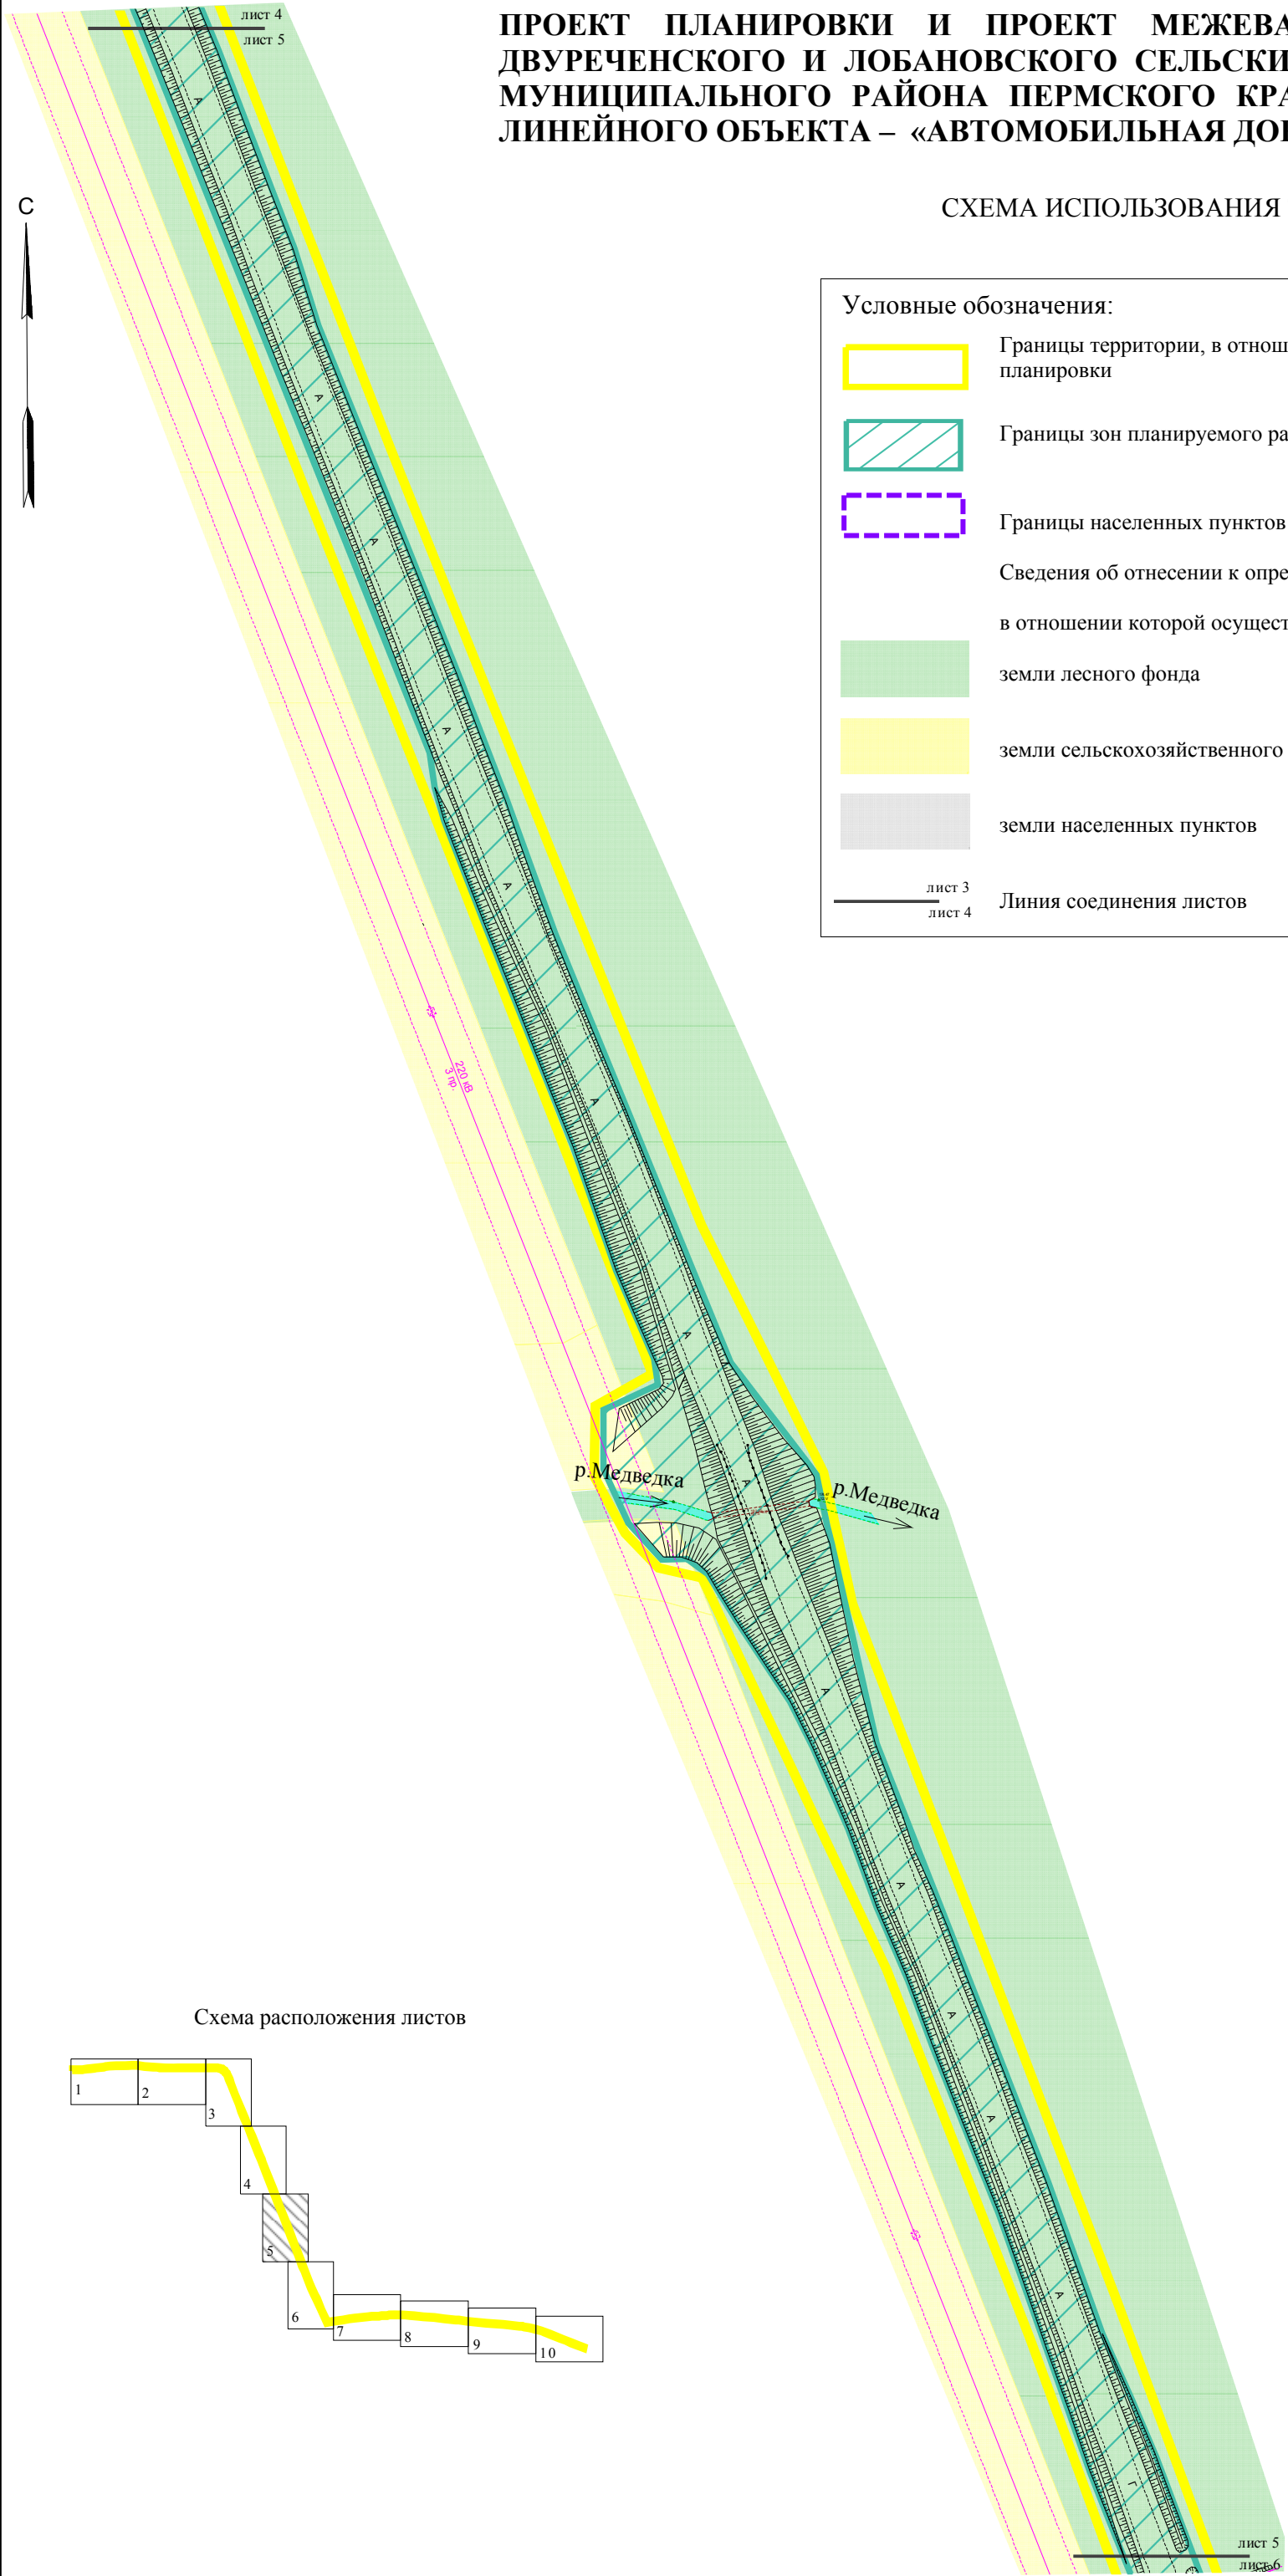 лист 4
лист 5
ПРОЕКТ ПЛАНИРОВКИ И ПРОЕКТ МЕЖЕВА
ДВУРЕЧЕНСКОГО И ЛОБАНОВСКОГО СЕЛЬСКИ
МУНИЦИПАЛЬНОГО РАЙОНА ПЕРМСКОГО КРА
ЛИНЕЙНОГО ОБЪЕКТА – «АВТОМОБИЛЬНАЯ ДОР
СХЕМА ИСПОЛЬЗОВАНИЯ
С
Условные обозначения:
Границы территории, в отнош
планировки
Границы зон планируемого ра
Границы населенных пунктов
Сведения об отнесении к опре
в отношении которой осущест
земли лесного фонда
земли сельскохозяйственного
земли населенных пунктов
лист 3
лист 4
Линия соединения листов
А
А
А
А
А
А
220 кВ
3 пр.
А
А
р.Медведка
р.Медведка
А
А
А
А
А
Г
Схема расположения листов
1
2
3
4
5
6
7
8
9
10
лист 5
лист 6